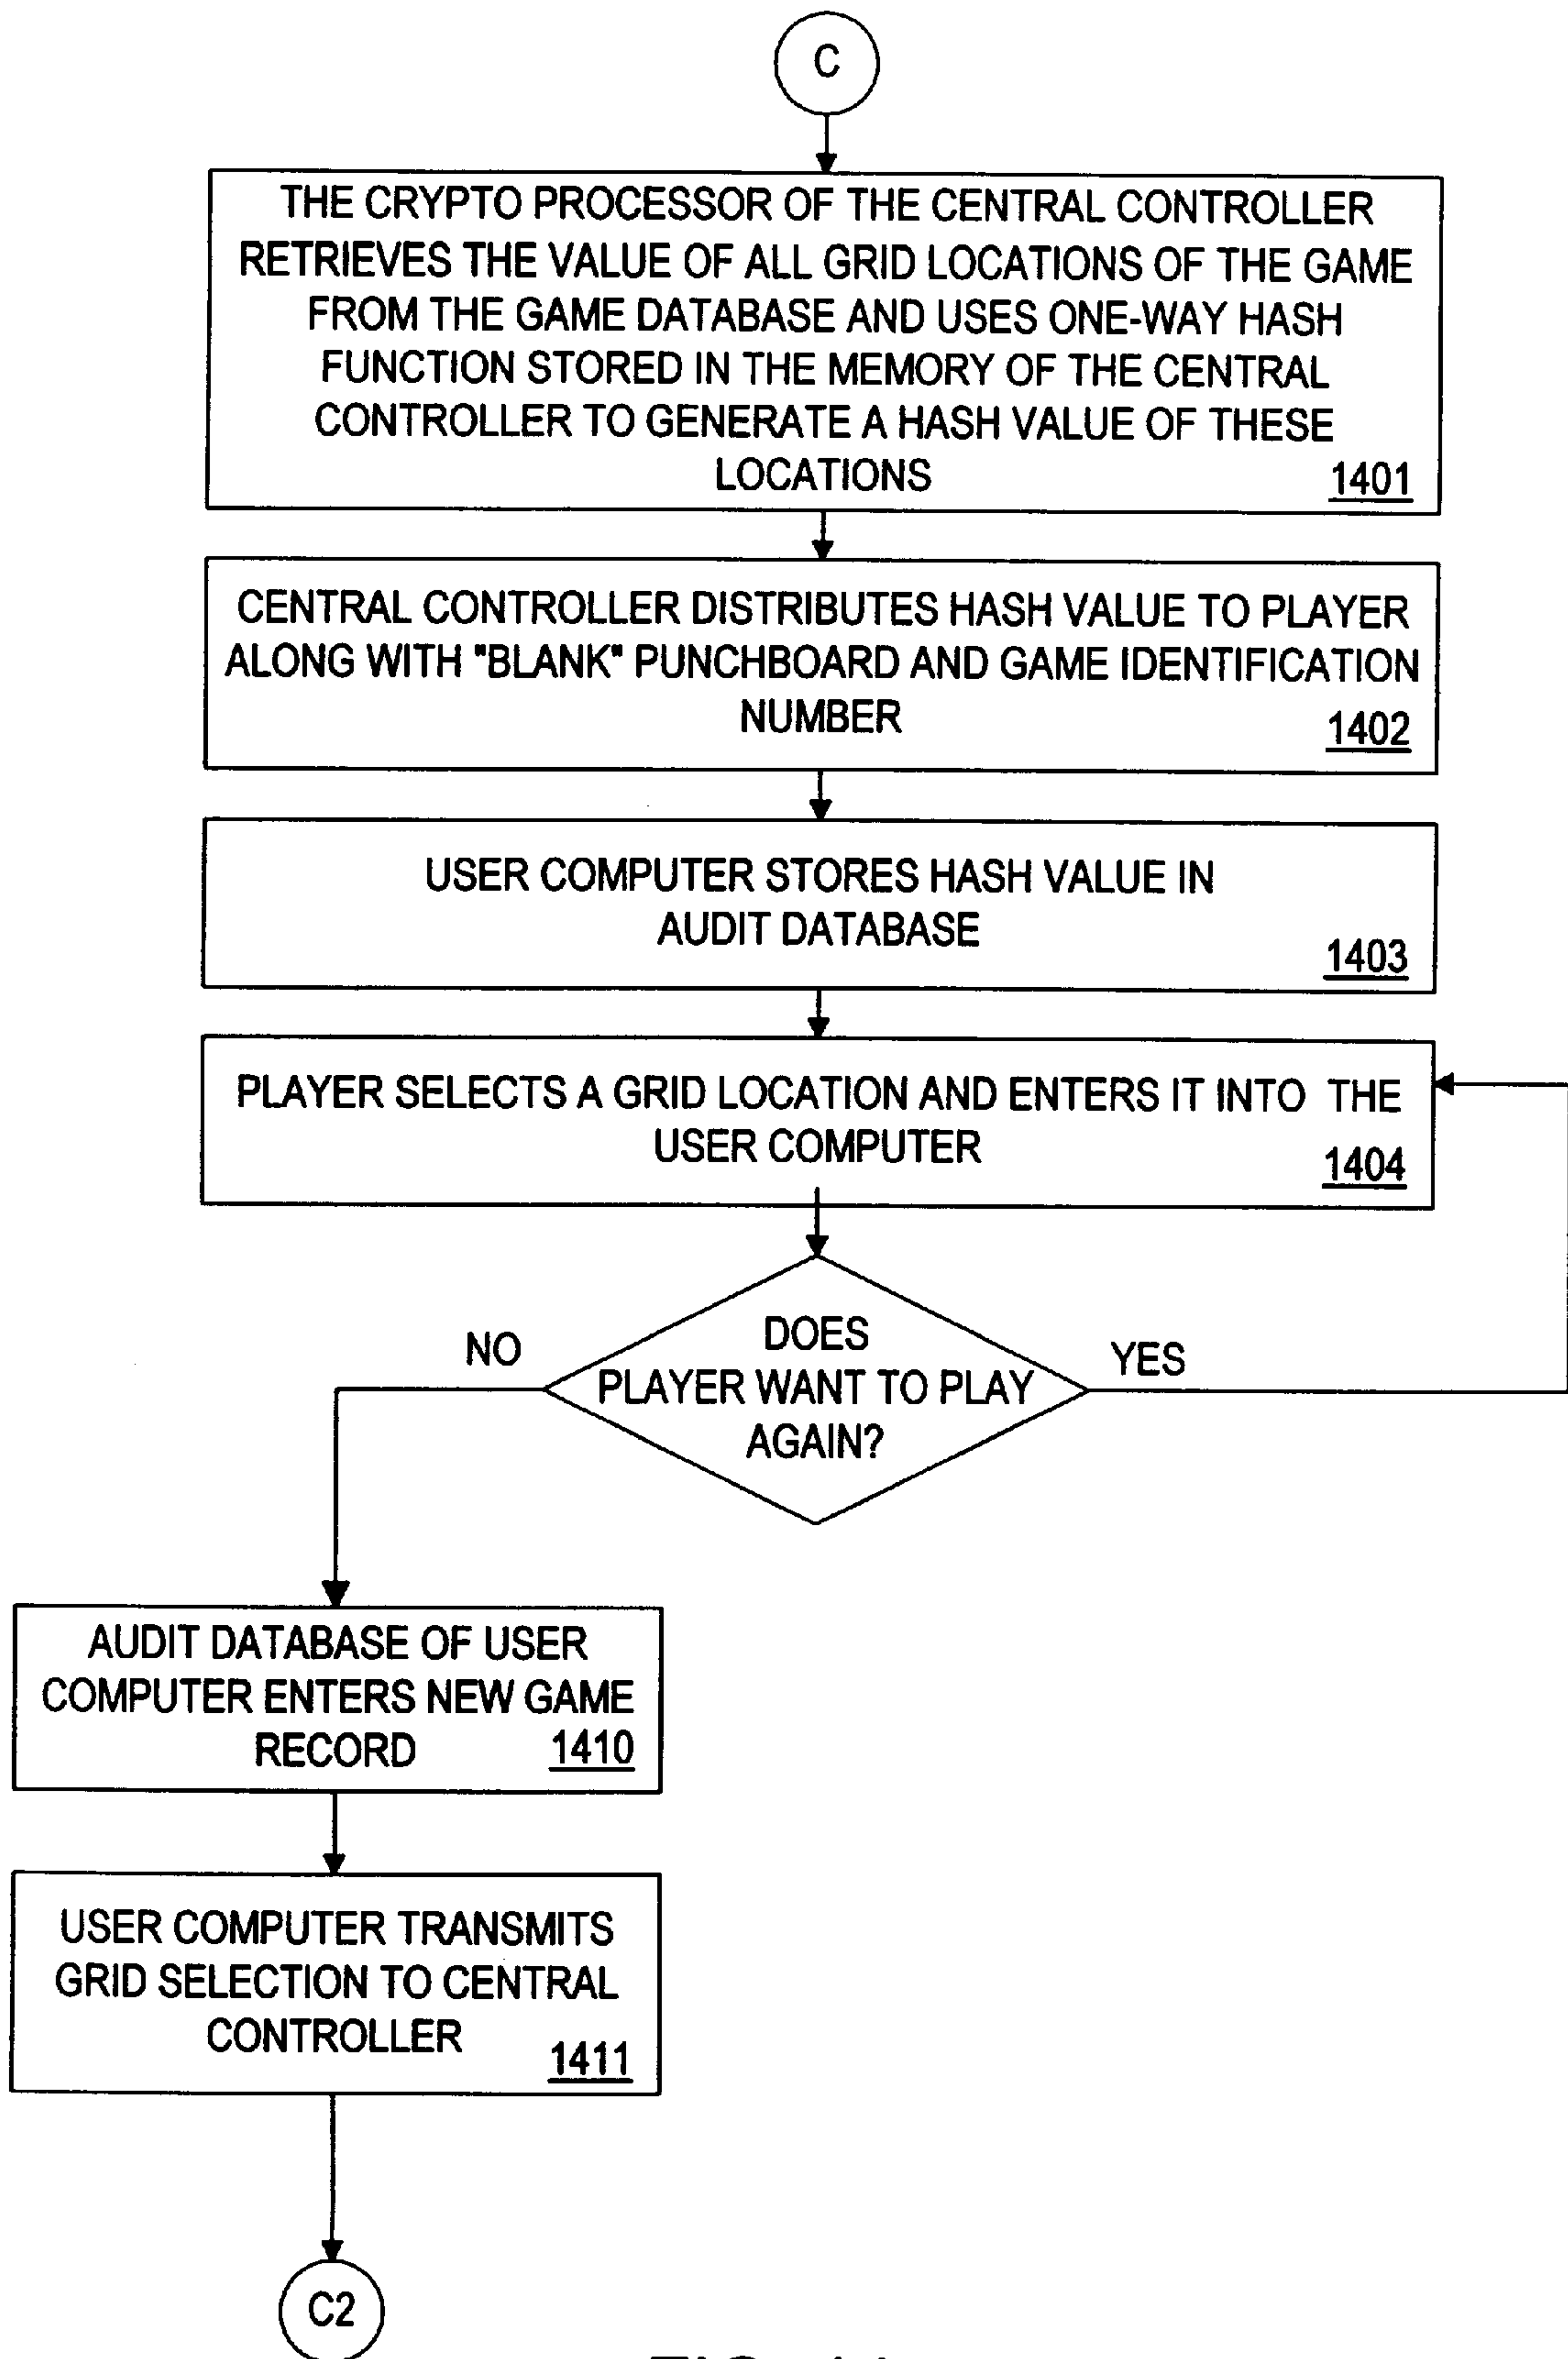 C
THE CRYPTO PROCESSOR OF THE CENTRAL CONTROLLER
RETRIEVES THE VALUE OF ALL GRID LOCATIONS OF THE GAME
FROM THE GAME DATABASE AND USES ONE-WAY HASH
FUNCTION STORED IN THE MEMORY OF THE CENTRAL
CONTROLLER TO GENERATE A HASH VALUE OF THESE
LOCATIONS 1401
CENTRAL CONTROLLER DISTRIBUTES HASH VALUE TO PLAYER
ALONG WITH "BLANK" PUNCHBOARD AND GAME IDENTIFICATION
NUMBER 1402
USER COMPUTER STORES HASH VALUE IN
AUDIT DATABASE
1403
PLAYER SELECTS A GRID LOCATION AND ENTERS IT INTO THE
USER COMPUTER 1404
DOES
PLAYER WANT TO PLAY
AGAIN?
NO
YES
AUDIT DATABASE OF USER
COMPUTER ENTERS NEW GAME
RECORD 1410
USER COMPUTER TRANSMITS
GRID SELECTION TO CENTRAL
CONTROLLER 1411
C2